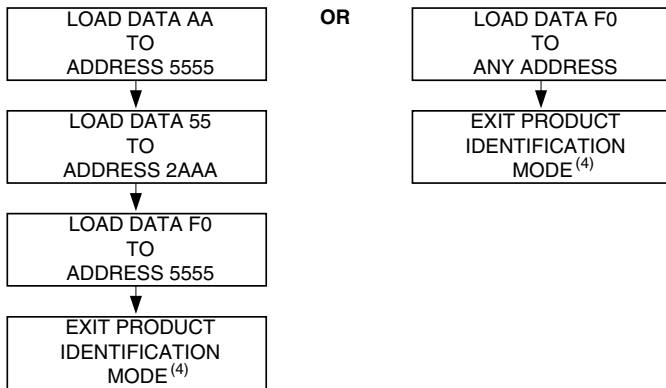 LOAD DATA AA
TO
ADDRESS 5555
LOAD DATA 55
TO
ADDRESS 2AAA
LOAD DATA F0
TO
ADDRESS 5555
EXIT PRODUCT
IDENTIFICATION
MODE(4)
OR
LOAD DATA F0
TO
ANY ADDRESS
EXIT PRODUCT
IDENTIFICATION
MODE(4)